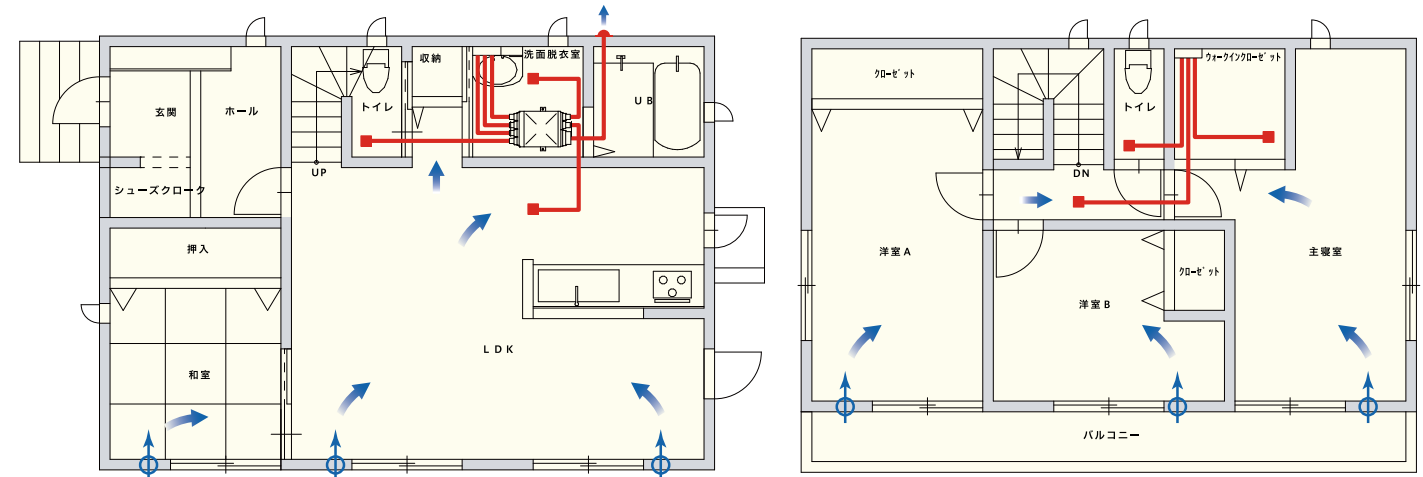 洗面脱衣室
収納
トイレ
UB
玄関
ホール
UP
シューズクローク
押入
和室
LDK
クローゼット
トイレ
ウォークインクローゼット
DN
洋室A
主寝室
クローゼット
洋室B
バルコニー